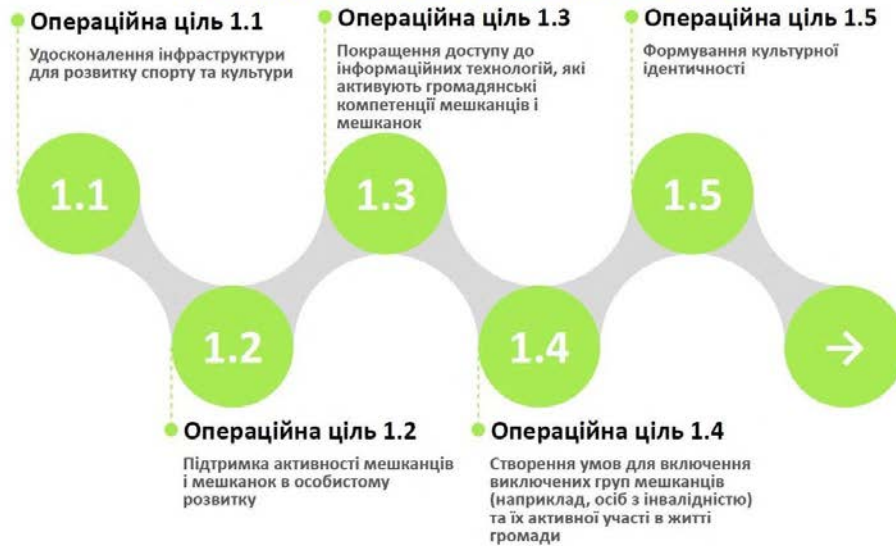 Операційна ціль 1.1
Удосконалення інфраструктури
для розвитку спорту та культури
Операційна ціль 1.3
Покращення доступу до
інформаційних технологій, які
активують громадянські
компетенції мешканців і
мешканок
Операційна ціль 1.5
Формування культурної
ідентичності
1.1
1.3
1.5
1.2
1.4
→
Операційна ціль 1.2
Підтримка активності мешканців
і мешканок в особистому
розвитку
Операційна ціль 1.4
Створення умов для включення
виключених груп мешканців
(наприклад, осіб з інвалідністю)
та їх активної участі в житті
громади